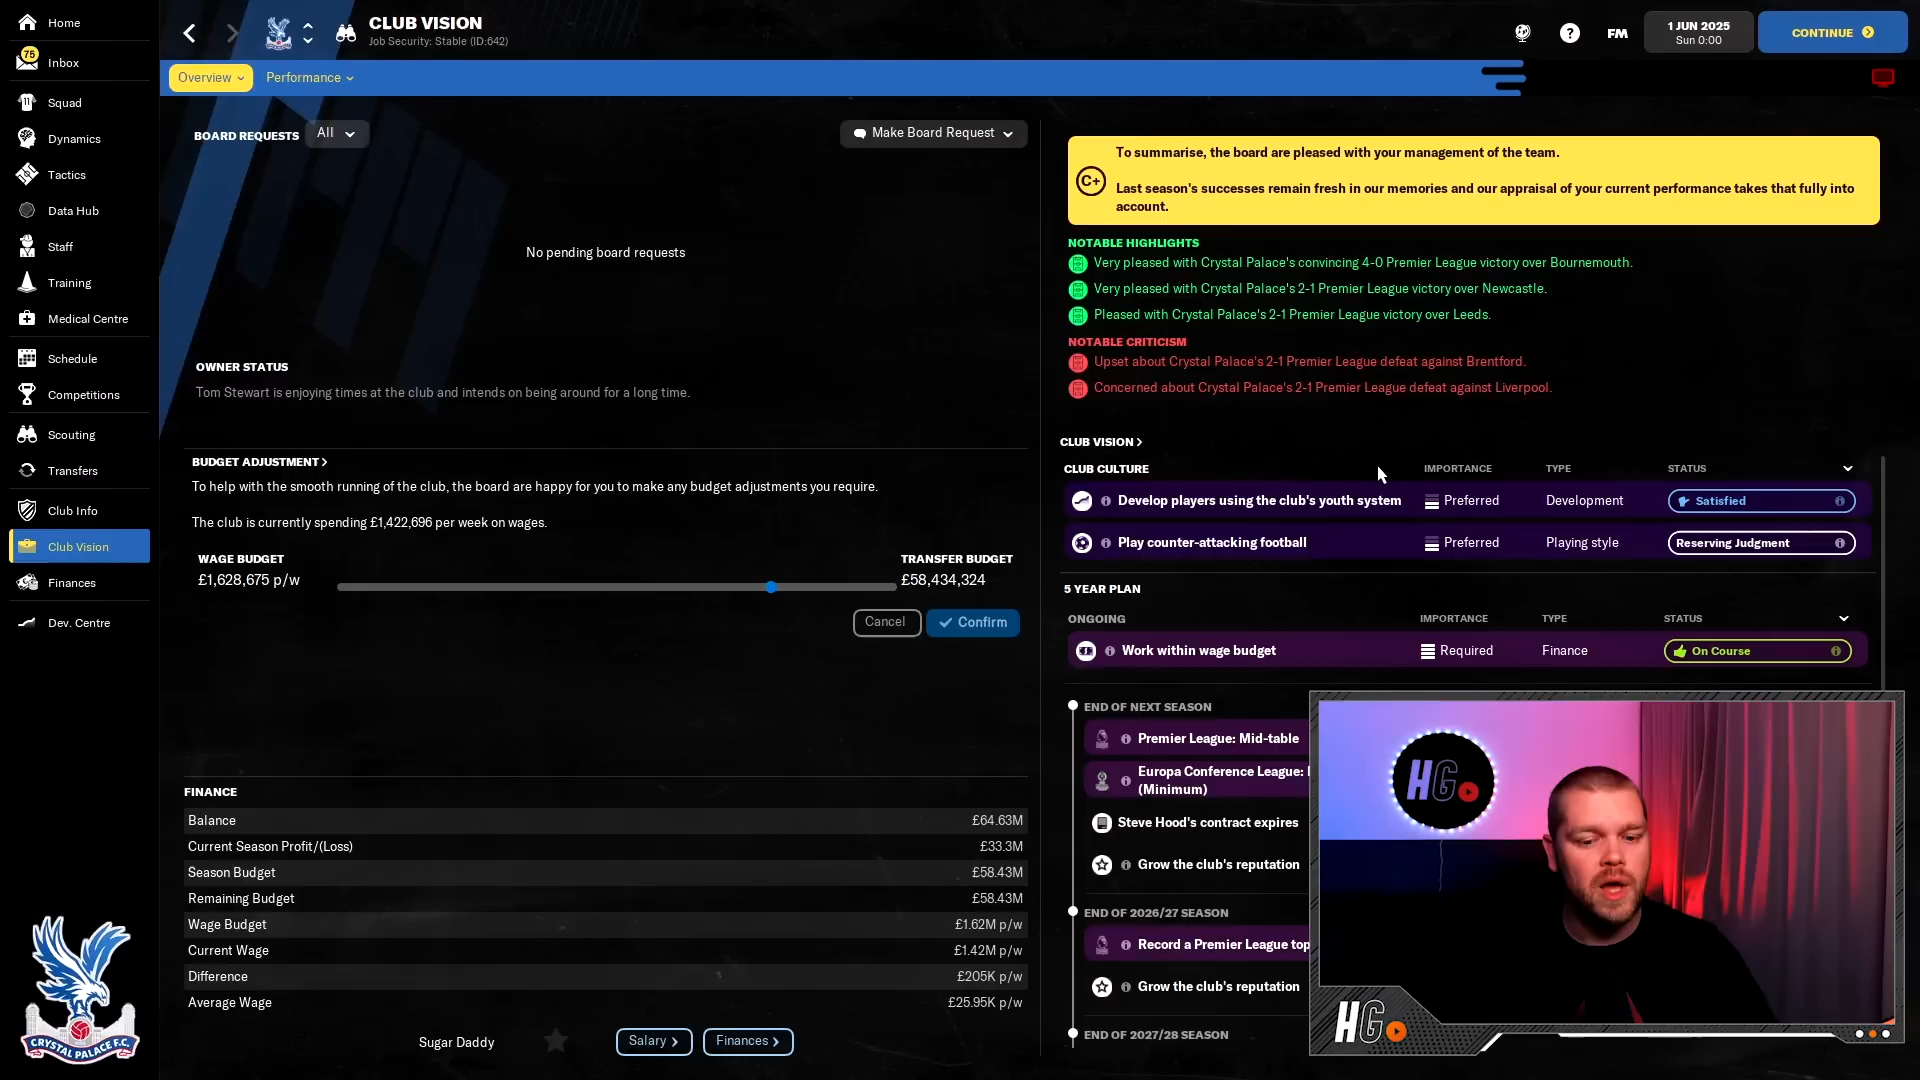 Home
75
Inbox
Squad
Dynamics
Tactics
Data Hub
Staff
Training
Medical Centre
Schedule
Competitions
Scouting
Transfers
Club Info
Club Vision
Finances
Dev. Centre
CRYSTAL PALACE F.C.
CLUB VISION
Job Security: Stable (ID:642)
FM
1 JUN 2025
Sun 0:00
CONTINUE
Overview
Performance
BOARD REQUESTS
All
Make Board Request
No pending board requests
OWNER STATUS
Tom Stewart is enjoying times at the club and intends on being around for a long time.
BUDGET ADJUSTMENT >
To help with the smooth running of the club, the board are happy for you to make any budget adjustments you require.
The club is currently spending £1,422,696 per week on wages.
WAGE BUDGET
£1,628,675 p/w
TRANSFER BUDGET
£58,434,324
Cancel
Confirm
FINANCE
Balance £64.63M
Current Season Profit/(Loss) £33.3M
Season Budget £58.43M
Remaining Budget £58.43M
Wage Budget £1.62M p/w
Current Wage £1.42M p/w
Difference £205K p/w
Average Wage £25.95K p/w
Sugar Daddy
Salary >
Finances >
C+
To summarise, the board are pleased with your management of the team.
Last season's successes remain fresh in our memories and our appraisal of your current performance takes that fully into
account.
NOTABLE HIGHLIGHTS
Very pleased with Crystal Palace's convincing 4-0 Premier League victory over Bournemouth.
Very pleased with Crystal Palace's 2-1 Premier League victory over Newcastle.
Pleased with Crystal Palace's 2-1 Premier League victory over Leeds.
NOTABLE CRITICISM
Upset about Crystal Palace's 2-1 Premier League defeat against Brentford.
Concerned about Crystal Palace's 2-1 Premier League defeat against Liverpool.
CLUB VISION >
CLUB CULTURE IMPORTANCE TYPE STATUS
Develop players using the club's youth system Preferred Development Satisfied
Play counter-attacking football Preferred Playing style Reserving Judgment
5 YEAR PLAN
ONGOING IMPORTANCE TYPE STATUS
Work within wage budget Required Finance On Course
END OF NEXT SEASON
Premier League: Mid-table
Europa Conference League:
(Minimum)
Steve Hood's contract expires
Grow the club's reputation
END OF 2026/27 SEASON
Record a Premier League top
Grow the club's reputation
END OF 2027/28 SEASON
HG
HG